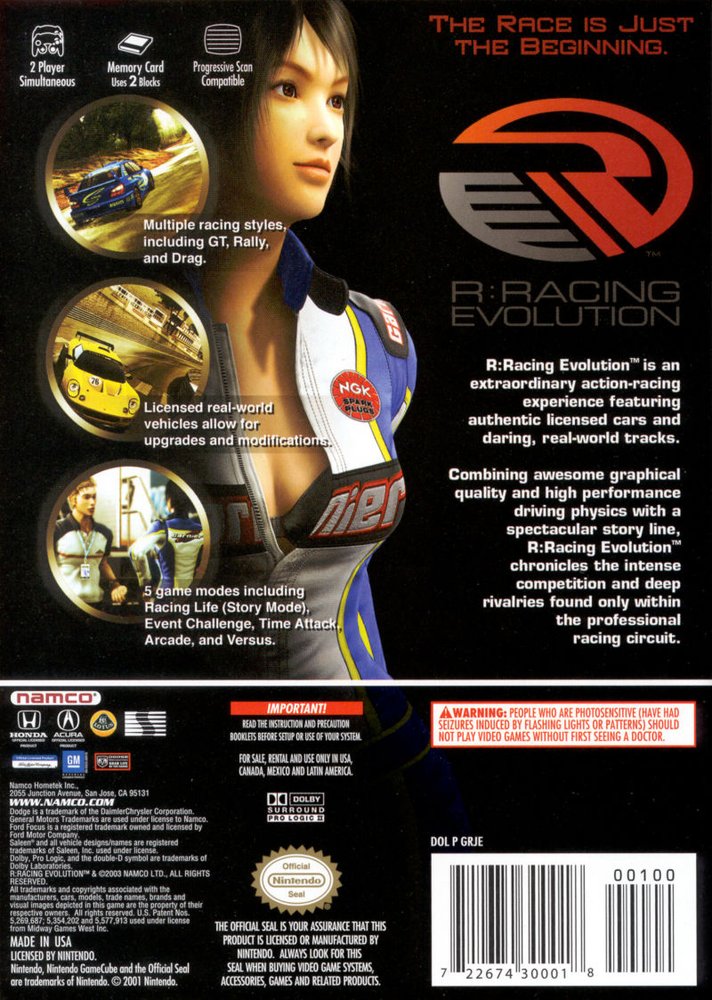 THE RACE IS JUST
THE BEGINNING.
2 Player
Simultaneous
Memory Card
Uses 2 Blocks
Progressive Scan
Compatible
Multiple racing styles,
including GT, Rally,
and Drag.
R:RACING
EVOLUTION
TM
NGK
SPARK
PLUGS
Licensed real-world
vehicles allow for
upgrades and modifications.
R:Racing Evolution™ is an
extraordinary action-racing
experience featuring
authentic licensed cars and
daring, real-world tracks.
Combining awesome graphical
quality and high performance
driving physics with a
spectacular story line,
R:Racing Evolution™
chronicles the intense
competition and deep
rivalries found only within
the professional
racing circuit.
5 game modes including
Racing Life (Story Mode),
Event Challenge, Time Attack,
Arcade, and Versus.
namco®
HONDA
OFFICIAL LICENSED
PRODUCT
ACURA
OFFICIAL LICENSED
PRODUCT
LOTUS
GM
DODGE
Namco Hometek Inc.,
2055 Junction Avenue, San Jose, CA 95131
WWW.NAMCO.COM
Dodge is a trademark of the DaimlerChrysler Corporation.
General Motors Trademarks are used under license to Namco.
Ford Focus is a registered trademark owned and licensed by
Ford Motor Company.
Saleen® and all vehicle designs/names are registered
trademarks of Saleen, Inc. used under license.
Dolby, Pro Logic, and the double-D symbol are trademarks of
Dolby Laboratories.
R:RACING EVOLUTION™ & ©2003 NAMCO LTD., ALL RIGHTS
RESERVED.
All trademarks and copyrights associated with the
manufacturers, cars, models, trade names, brands and
visual images depicted in this game are the property of their
respective owners. All rights reserved. U.S. Patent Nos.
5,269,687; 5,354,202 and 5,577,913 used under license
from Midway Games West Inc.
MADE IN USA
LICENSED BY NINTENDO.
Nintendo, Nintendo GameCube and the Official Seal
are trademarks of Nintendo. © 2001 Nintendo.
IMPORTANT!
READ THE INSTRUCTION AND PRECAUTION
BOOKLETS BEFORE SETUP OR USE OF YOUR SYSTEM.
FOR SALE, RENTAL AND USE ONLY IN USA,
CANADA, MEXICO AND LATIN AMERICA.
DOLBY
SURROUND
PRO LOGIC II
Official
Nintendo
Seal
THE OFFICIAL SEAL IS YOUR ASSURANCE THAT THIS
PRODUCT IS LICENSED OR MANUFACTURED BY
NINTENDO. ALWAYS LOOK FOR THIS
SEAL WHEN BUYING VIDEO GAME SYSTEMS,
ACCESSORIES, GAMES AND RELATED PRODUCTS.
WARNING: PEOPLE WHO ARE PHOTOSENSITIVE (HAVE HAD
SEIZURES INDUCED BY FLASHING LIGHTS OR PATTERNS) SHOULD
NOT PLAY VIDEO GAMES WITHOUT FIRST SEEING A DOCTOR.
DOL P GRJE
00100
7 22674 30001 8